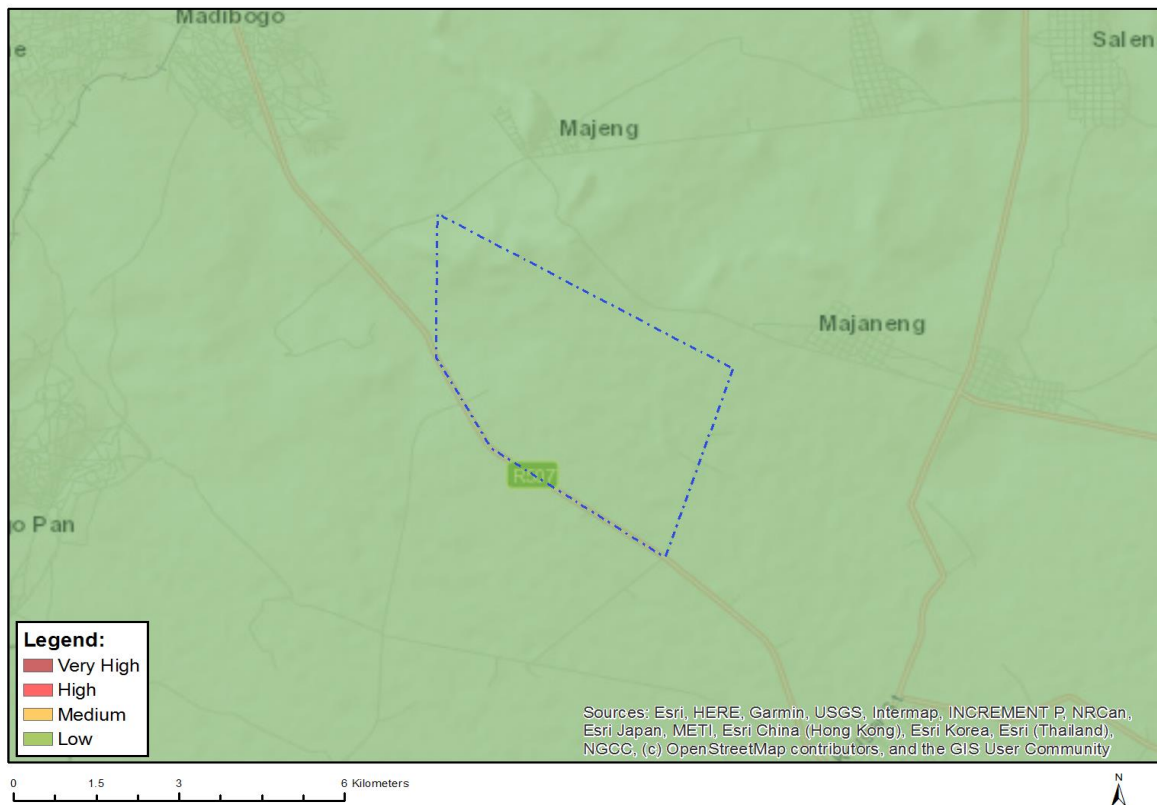 Madibogo
Salen
e
Majeng
Majaneng
o Pan
Legend:
Very High
High
Medium
Low
Sources: Esri, HERE, Garmin, USGS, Intermap, INCREMENT P, NRCan,
Esri Japan, METI, Esri China (Hong Kong), Esri Korea, Esri (Thailand),
NGCC, (c) OpenStreetMap contributors, and the GIS User Community
0 1.5 3 6 Kilometers
N